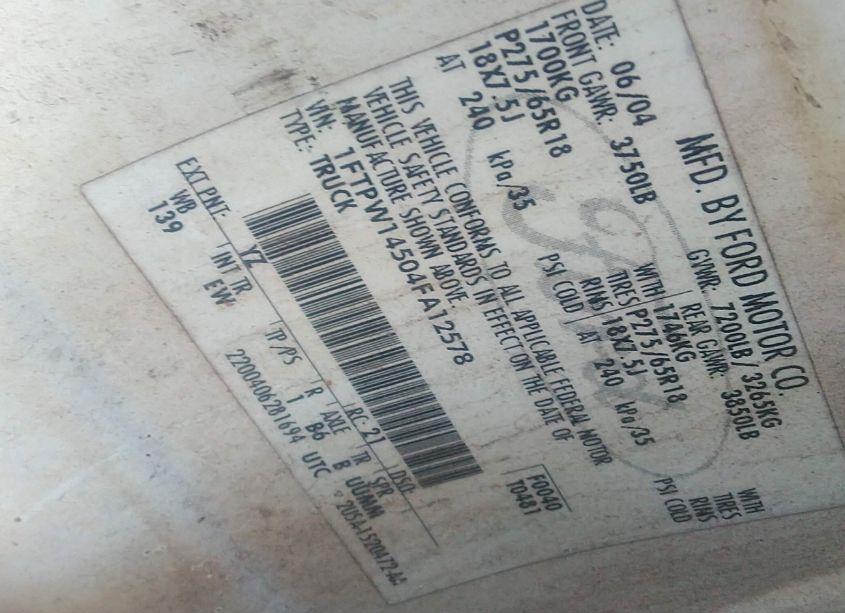 MFD. BY FORD MOTOR CO.
DATE: 06/04 GVWR: 7200LB/ 3265KG
FRONT GAWR: 3750LB REAR GAWR: 3850LB
1700KG WITH 1746KG WITH
P275/65R18 TIRES P275/65R18 TIRES
18X7.5J RIMS 18X7.5J RIMS
AT 240 kPa/35 PSI COLD AT 240 kPa/35 PSI COLD
THIS VEHICLE CONFORMS TO ALL APPLICABLE FEDERAL MOTOR
VEHICLE SAFETY STANDARDS IN EFFECT ON THE DATE OF
MANUFACTURE SHOWN ABOVE.
VIN: 1FTPW14504FA12578 F0040
TYPE: TRUCK T0481
EXT PNT: YZ RC: 21 DSO:
WB INT TR TP/PS R AXLE TR SPR
139 EW 1 B6 B UUMM
2200406281694 UTC